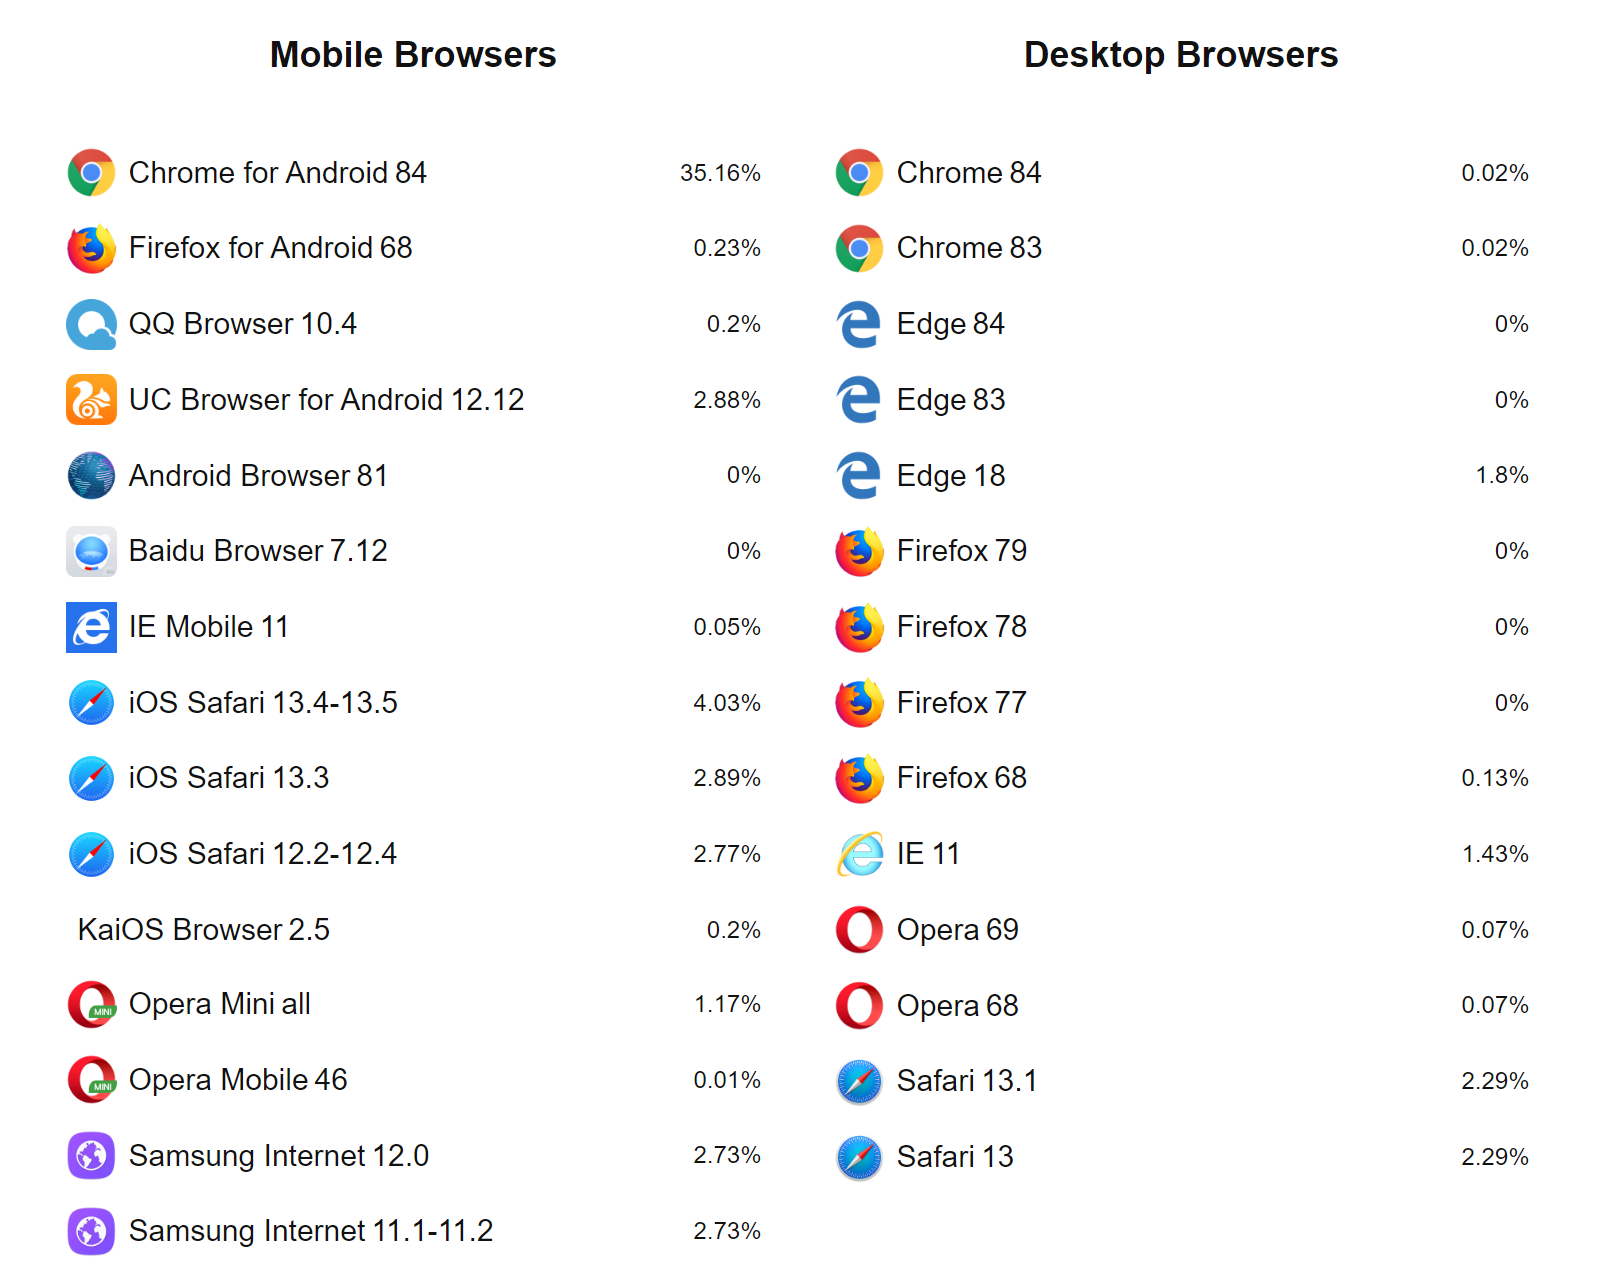 Mobile Browsers
Chrome for Android 84 35.16%
Firefox for Android 68 0.23%
QQ Browser 10.4 0.2%
UC Browser for Android 12.12 2.88%
Android Browser 81 0%
Baidu Browser 7.12 0%
IE Mobile 11 0.05%
iOS Safari 13.4-13.5 4.03%
iOS Safari 13.3 2.89%
iOS Safari 12.2-12.4 2.77%
KaiOS Browser 2.5 0.2%
MINI Opera Mini all 1.17%
MINI Opera Mobile 46 0.01%
Samsung Internet 12.0 2.73%
Samsung Internet 11.1-11.2 2.73%
Desktop Browsers
Chrome 84 0.02%
Chrome 83 0.02%
Edge 84 0%
Edge 83 0%
Edge 18 1.8%
Firefox 79 0%
Firefox 78 0%
Firefox 77 0%
Firefox 68 0.13%
IE 11 1.43%
Opera 69 0.07%
Opera 68 0.07%
Safari 13.1 2.29%
Safari 13 2.29%